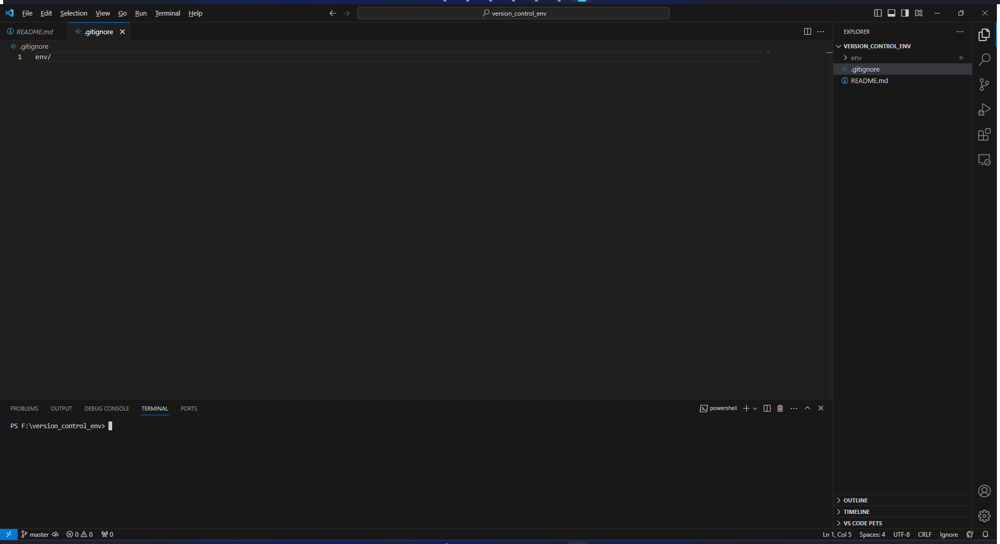 File Edit Selection View Go Run Terminal Help
version_control_env
README.md
.gitignore
.gitignore
1 env/
EXPLORER
VERSION_CONTROL_ENV
env
.gitignore
README.md
PROBLEMS OUTPUT DEBUG CONSOLE TERMINAL PORTS
powershell
PS F:\version_control_env>
OUTLINE
TIMELINE
VS CODE PETS
master 0 0 0
Ln 1, Col 5 Spaces: 4 UTF-8 CRLF Ignore